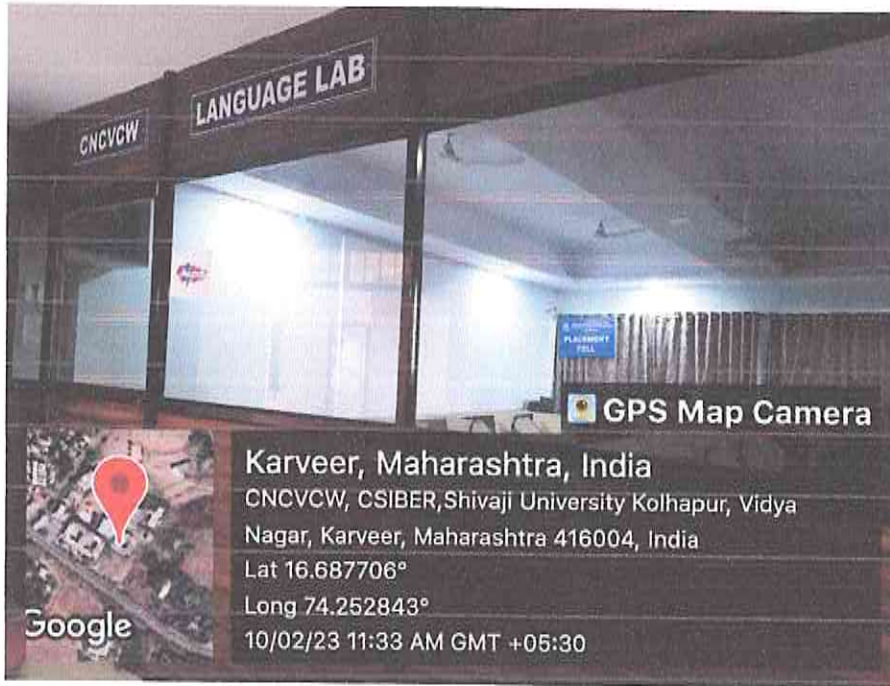 CNCVCW
LANGUAGE LAB
PLACEMENT
CELL
GPS Map Camera
Karveer, Maharashtra, India
CNCVCW, CSIBER,Shivaji University Kolhapur, Vidya
Nagar, Karveer, Maharashtra 416004, India
Lat 16.687706°
Long 74.252843°
10/02/23 11:33 AM GMT +05:30
Google